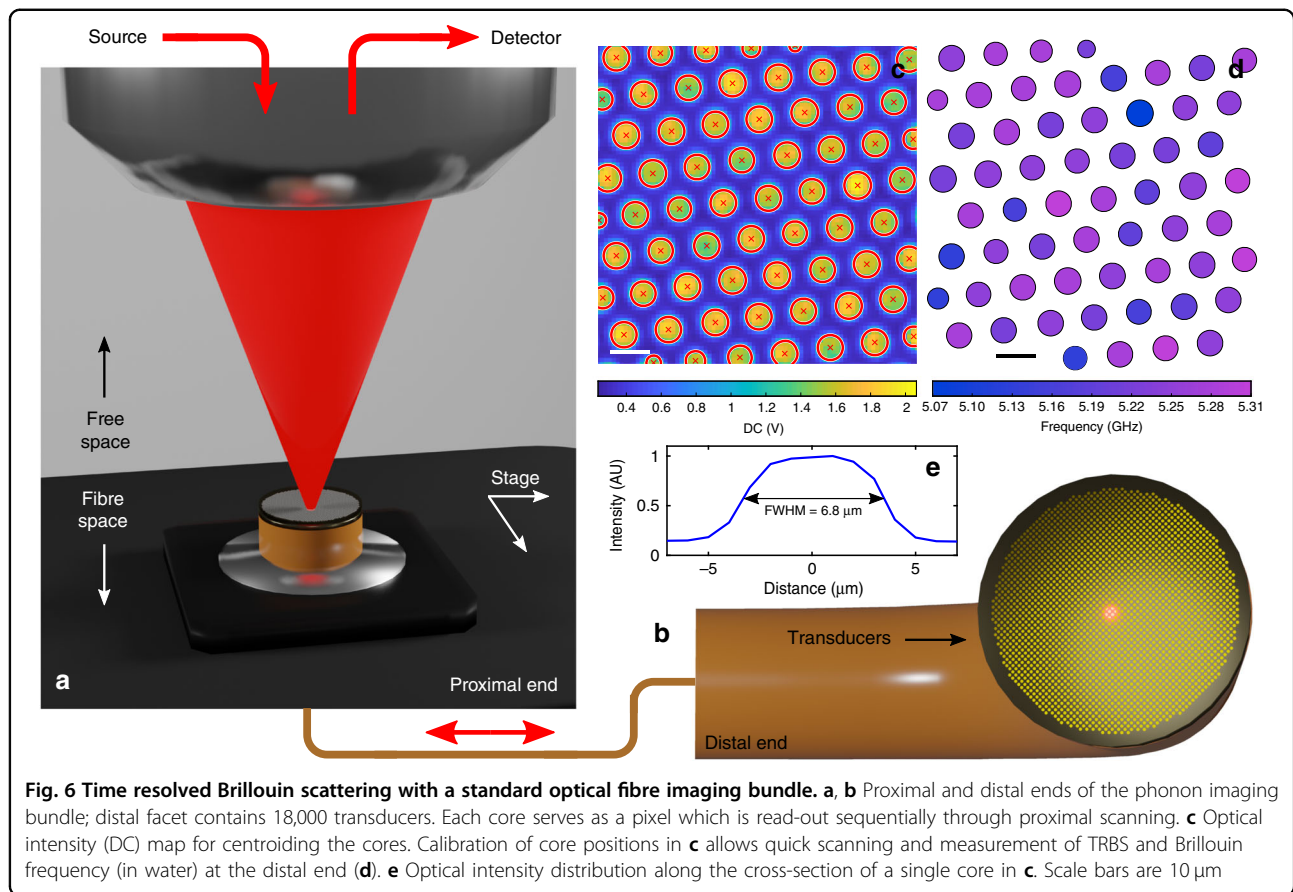 Source
Detector
Free
space
Fibre
space
Stage
a
Proximal end
c
0.4 0.6 0.8 1 1.2 1.4 1.6 1.8 2
DC (V)
d
5.07 5.10 5.13 5.16 5.19 5.22 5.25 5.28 5.31
Frequency (GHz)
e
Intensity (AU)
1
0.5
0
FWHM = 6.8 μm
–5 0 5
Distance (μm)
b
Transducers
Distal end
Fig. 6 Time resolved Brillouin scattering with a standard optical fibre imaging bundle. a, b Proximal and distal ends of the phonon imaging
bundle; distal facet contains 18,000 transducers. Each core serves as a pixel which is read-out sequentially through proximal scanning. c Optical
intensity (DC) map for centroiding the cores. Calibration of core positions in c allows quick scanning and measurement of TRBS and Brillouin
frequency (in water) at the distal end (d). e Optical intensity distribution along the cross-section of a single core in c. Scale bars are 10 μm